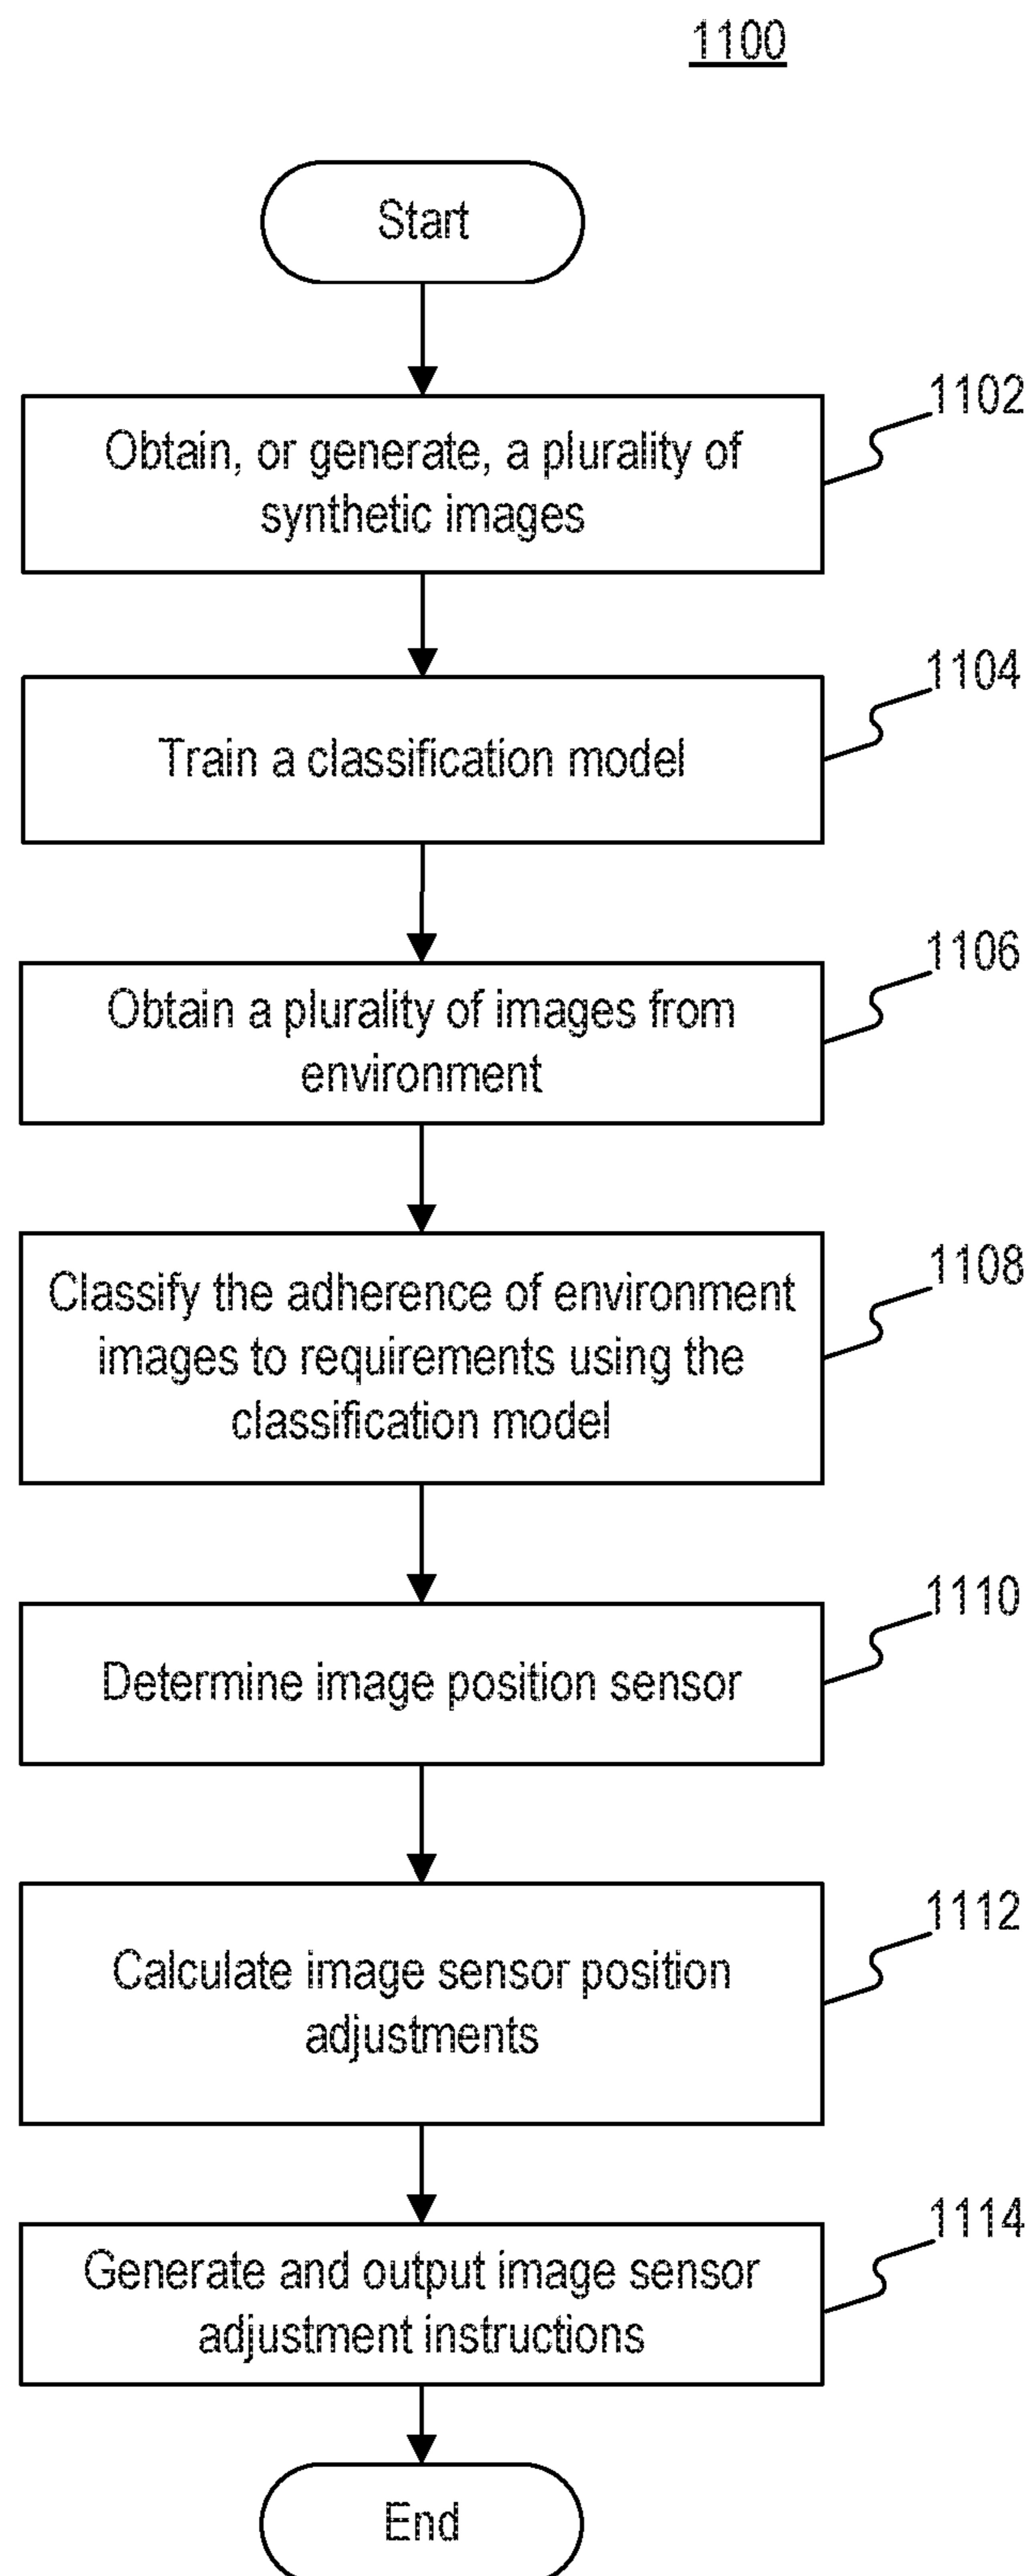 1100
Start
1102
Obtain, or generate, a plurality of
synthetic images
1104
Train a classification model
1106
Obtain a plurality of images from
environment
1108
Classify the adherence of environment
images to requirements using the
classification model
1110
Determine image position sensor
1112
Calculate image sensor position
adjustments
1114
Generate and output image sensor
adjustment instructions
End